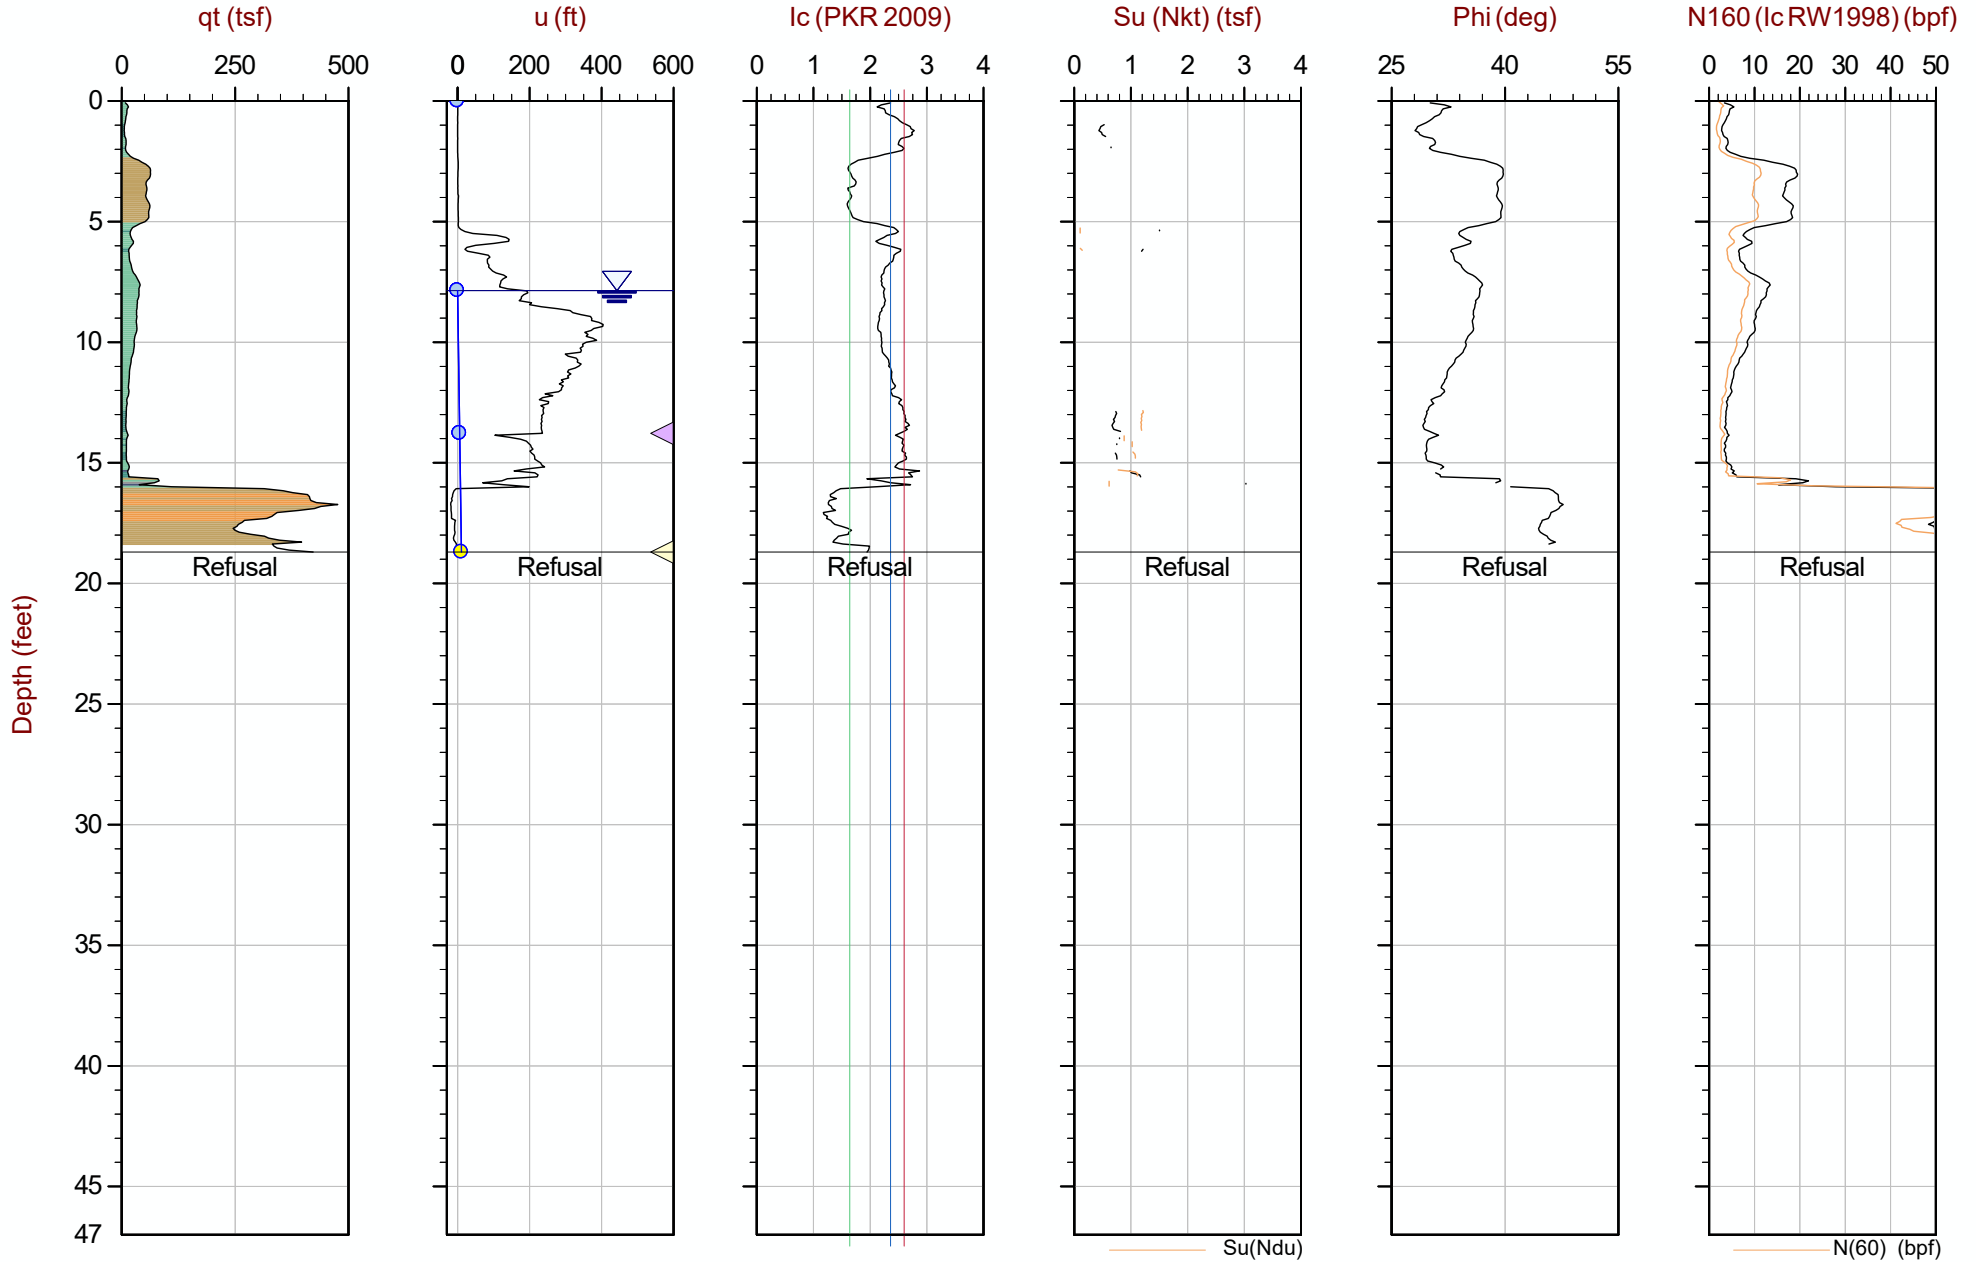 qt (tsf) u (ft) Ic (PKR 2009) Su (Nkt) (tsf) Phi (deg) N160 (Ic RW1998) (bpf)
0 250 500 0 200 400 600 0 1 2 3 4 0 1 2 3 4 25 40 55 0 10 20 30 40 50
0
5
10
15
Refusal Refusal Refusal Refusal Refusal Refusal
20
Depth (feet)
25
30
35
40
45
47
Su(Ndu) N(60) (bpf)